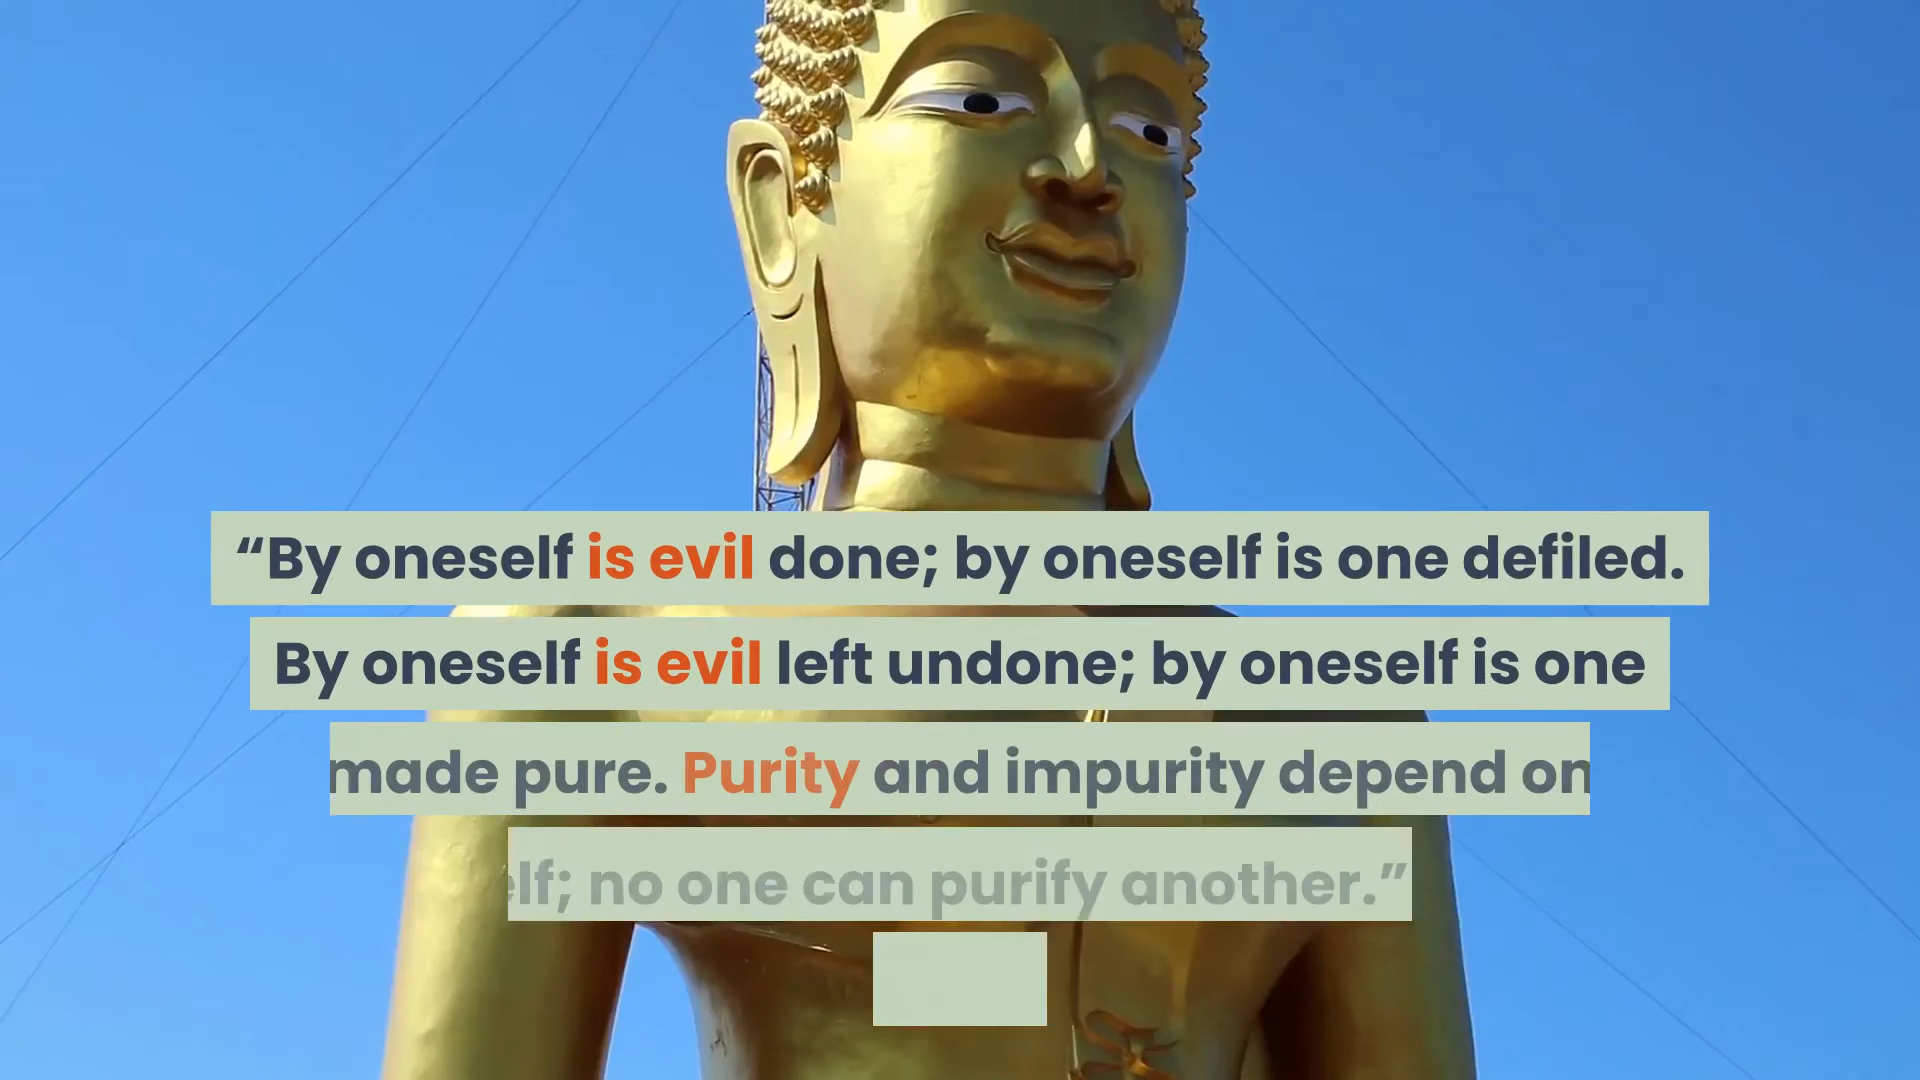 “By oneself is evil done; by oneself is one defiled.
By oneself is evil left undone; by oneself is one
made pure. Purity and impurity depend on
elf; no one can purify another.”